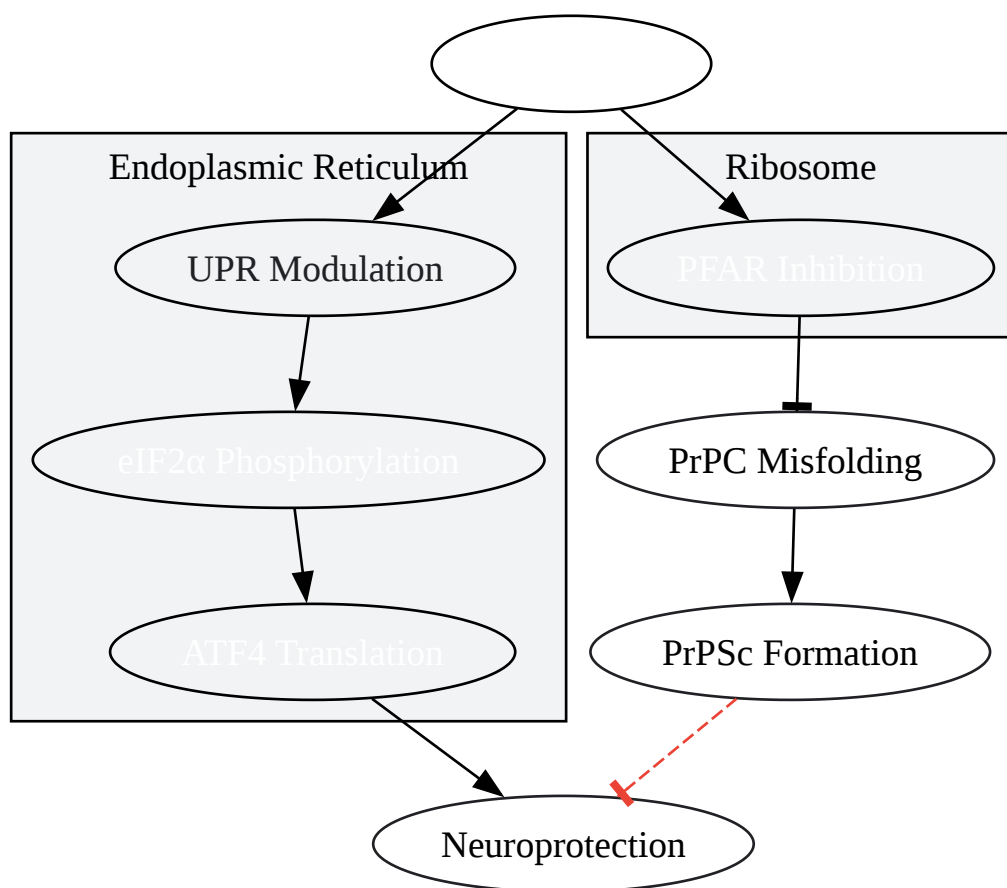 Endoplasmic Reticulum
Ribosome
UPR Modulation
PFAR Inhibition
eIF2α Phosphorylation
PrPC Misfolding
ATF4 Translation
PrPSc Formation
Neuroprotection